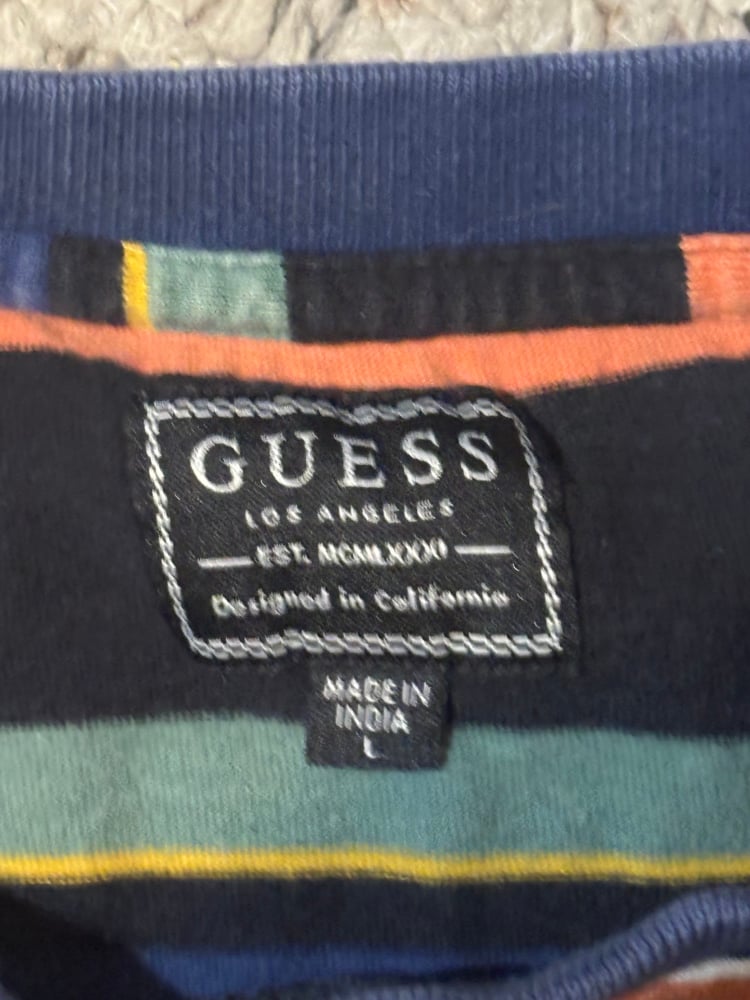 GUESS
LOS ANGELES
EST. MCMLXXXI
Designed in California
MADE IN
INDIA
L